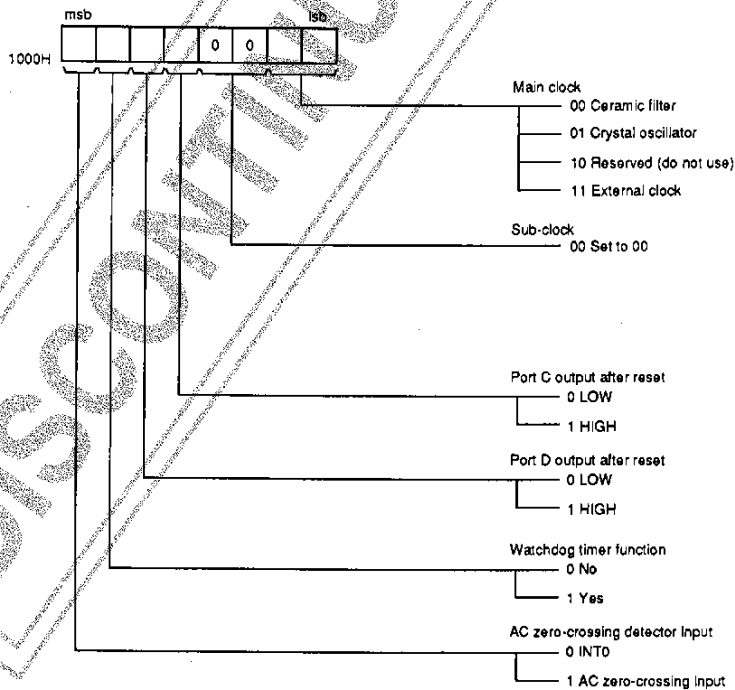 msb lsb
0 0
1000H
Main clock
00 Ceramic filter
01 Crystal oscillator
10 Reserved (do not use)
11 External clock
Sub-clock
00 Set to 00
Port C output after reset
0 LOW
1 HIGH
Port D output after reset
0 LOW
1 HIGH
Watchdog timer function
0 No
1 Yes
AC zero-crossing detector input
0 INT0
1 AC zero-crossing input
DISCONTINU